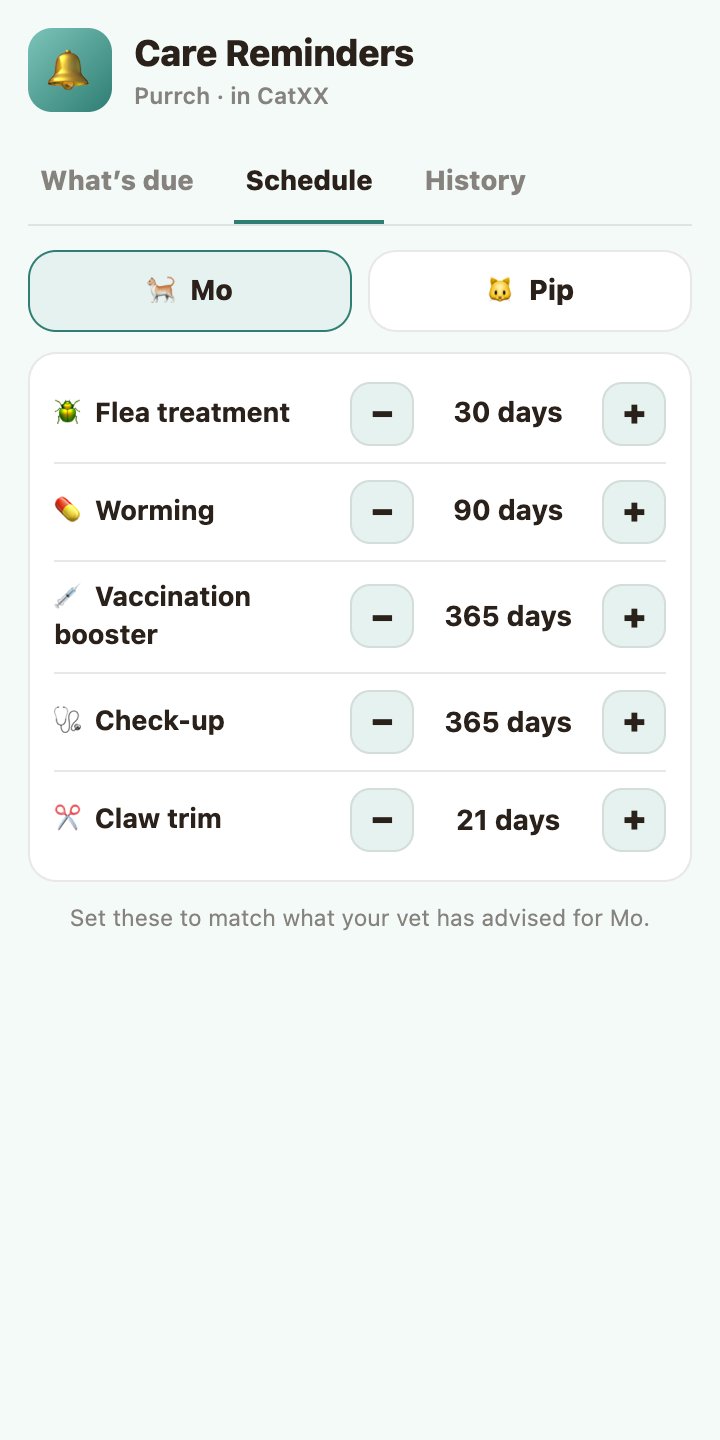 Care Reminders
Purrch · in CatXX
What’s due Schedule History
Mo Pip
Flea treatment − 30 days +
Worming − 90 days +
Vaccination
booster − 365 days +
Check-up − 365 days +
Claw trim − 21 days +
Set these to match what your vet has advised for Mo.